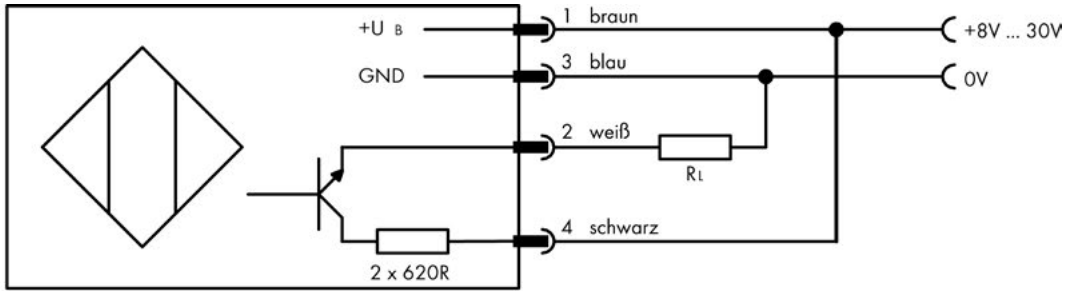 +U B
1 braun
+8V ... 30V
GND
3 blau
0V
2 weiß
RL
4 schwarz
2 x 620R